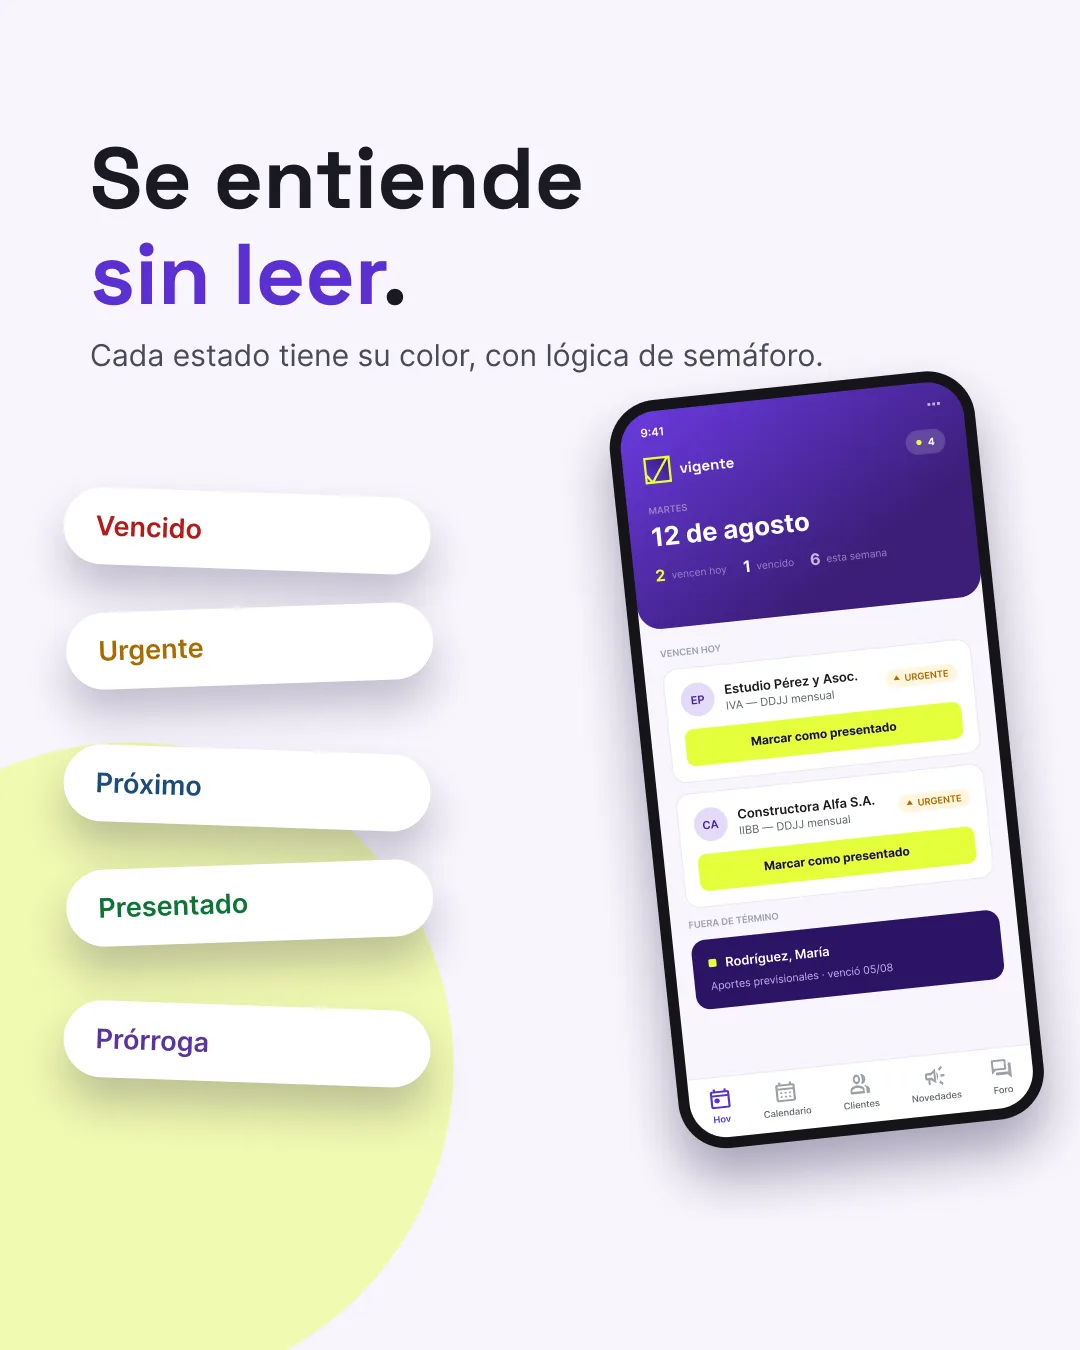 Se entiende
sin leer.
Cada estado tiene su color, con lógica de semáforo.
Vencido
Urgente
Próximo
Presentado
Prórroga
9:41
4
vigente
MARTES
12 de agosto
2 vencen hoy 1 vencido 6 esta semana
VENCEN HOY
EP Estudio Pérez y Asoc. URGENTE
IVA — DDJJ mensual
Marcar como presentado
CA Constructora Alfa S.A. URGENTE
IIBB — DDJJ mensual
Marcar como presentado
FUERA DE TÉRMINO
Rodríguez, María
Aportes previsionales · venció 05/08
Hoy Calendario Clientes Novedades Foro